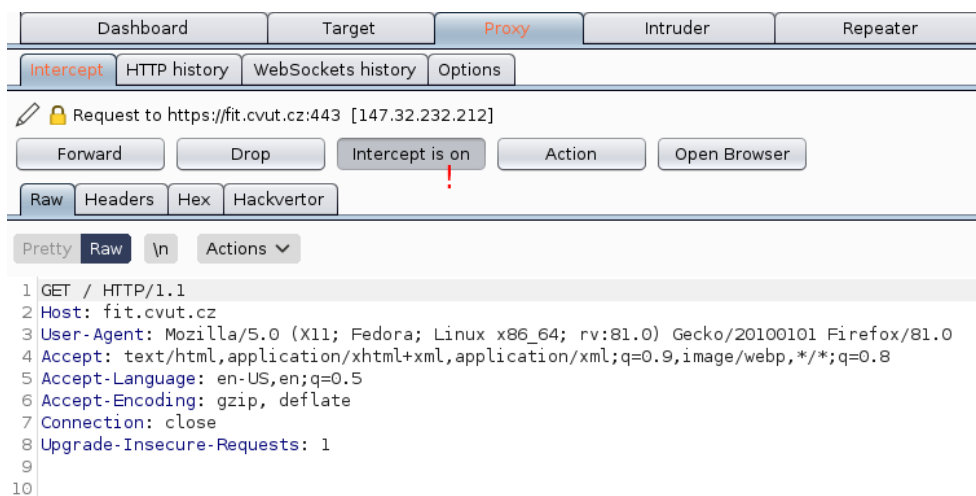 Dashboard Target Proxy Intruder Repeater
Intercept HTTP history WebSockets history Options
Request to https://fit.cvut.cz:443 [147.32.232.212]
Forward Drop Intercept is on Action Open Browser
!
Raw Headers Hex Hackvertor
Pretty Raw \n Actions
1 GET / HTTP/1.1
2 Host: fit.cvut.cz
3 User-Agent: Mozilla/5.0 (X11; Fedora; Linux x86_64; rv:81.0) Gecko/20100101 Firefox/81.0
4 Accept: text/html,application/xhtml+xml,application/xml;q=0.9,image/webp,*/*;q=0.8
5 Accept-Language: en-US,en;q=0.5
6 Accept-Encoding: gzip, deflate
7 Connection: close
8 Upgrade-Insecure-Requests: 1
9
10